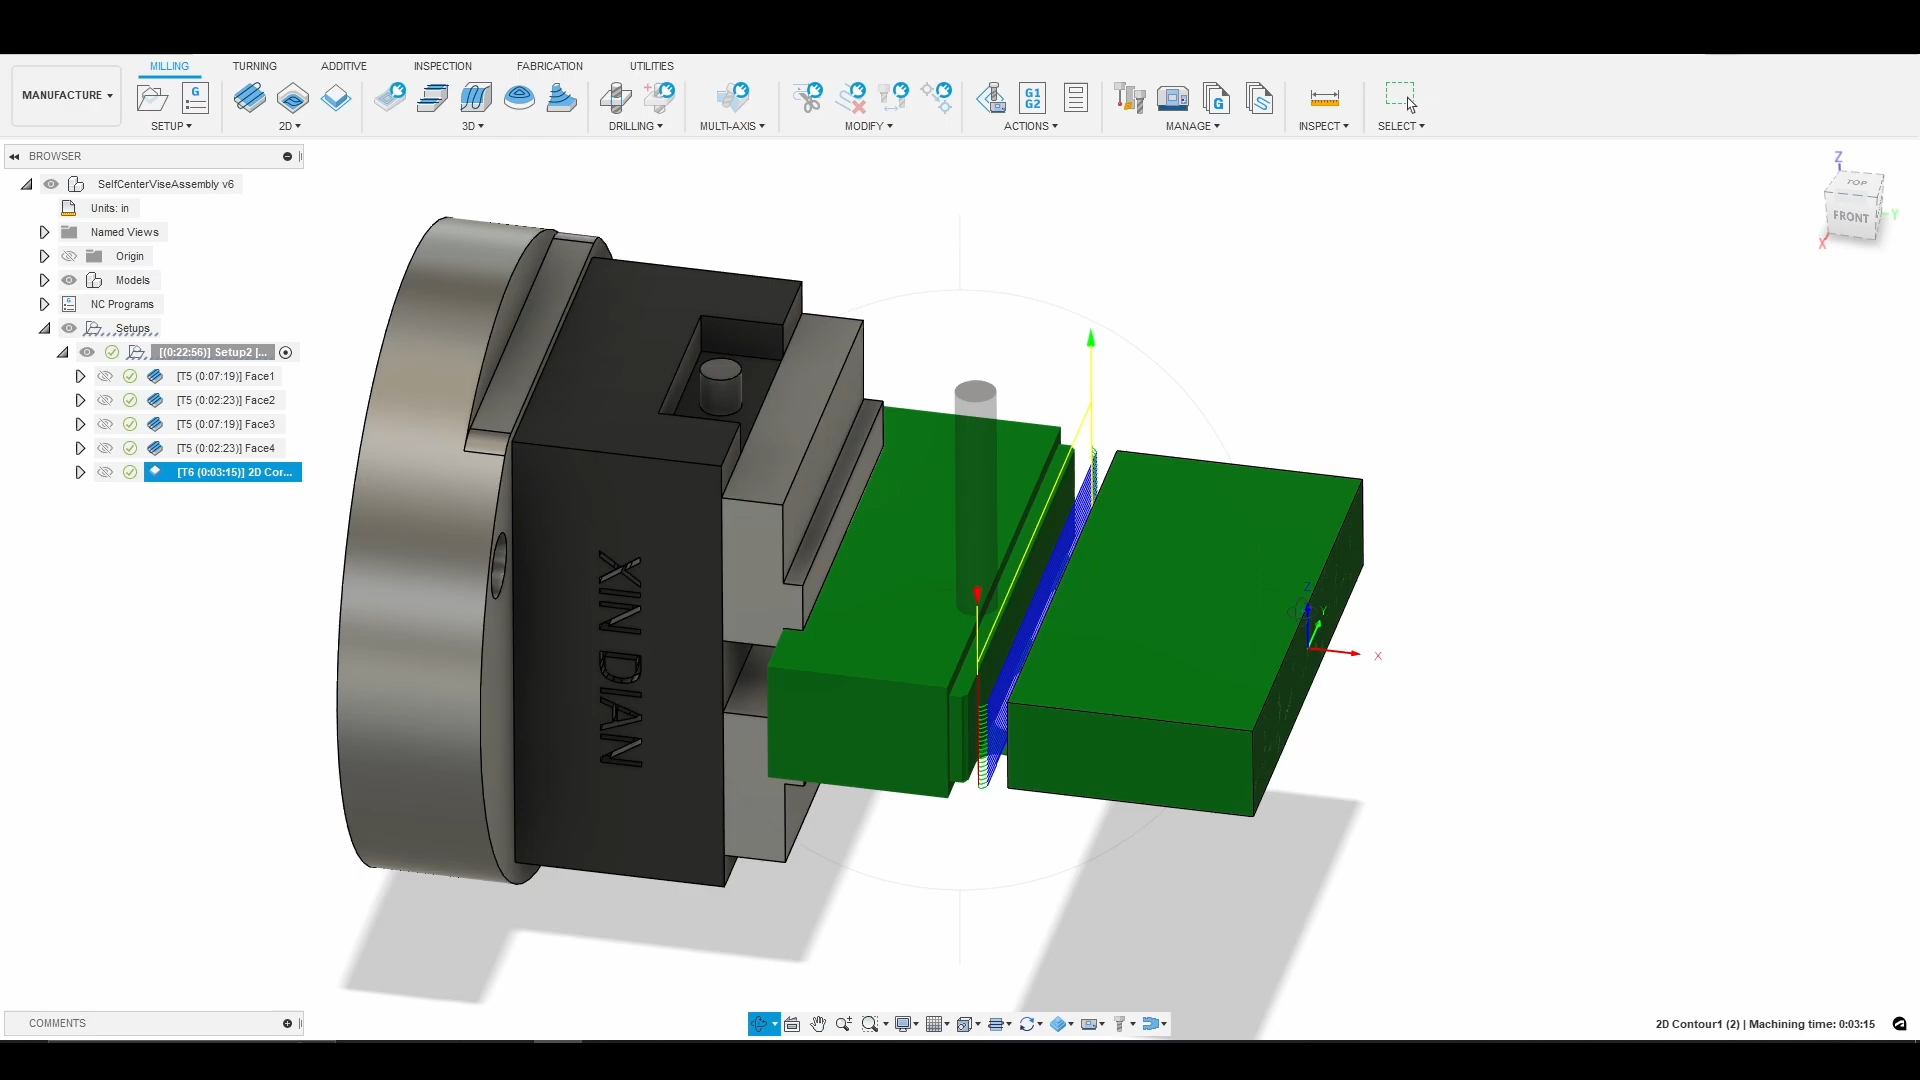 MILLING TURNING ADDITIVE INSPECTION FABRICATION UTILITIES
MANUFACTURE
G
G1
G2
G
SETUP 2D 3D DRILLING MULTI-AXIS MODIFY ACTIONS MANAGE INSPECT SELECT
BROWSER
SelfCenterViseAssembly v6
Units: in
Named Views
Origin
Models
NC Programs
Setups
[(0:22:56)] Setup2 |...
[T5 (0:07:19)] Face1
[T5 (0:02:23)] Face2
[T5 (0:07:19)] Face3
[T5 (0:02:23)] Face4
[T6 (0:03:15)] 2D Cor...
Z
TOP
FRONT
Y
X
XIN DIAN
Z
Y
X
COMMENTS
2D Contour1 (2) | Machining time: 0:03:15